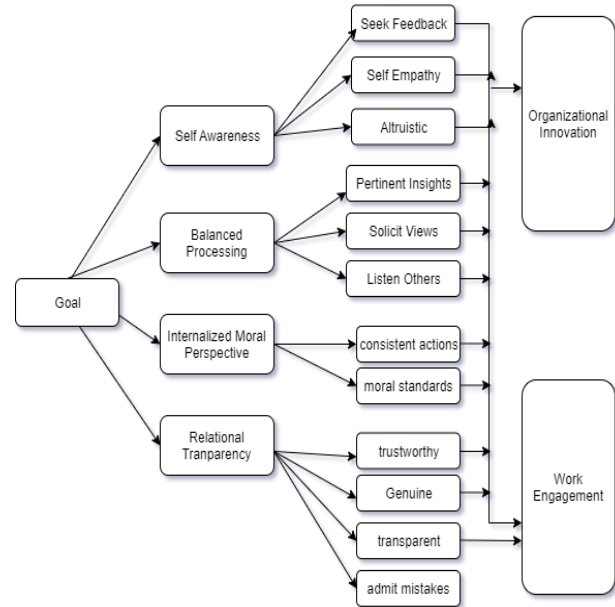 Goal
Self Awareness
Balanced
Processing
Internalized Moral
Perspective
Relational
Tranparency
Seek Feedback
Self Empathy
Altruistic
Pertinent Insights
Solicit Views
Listen Others
consistent actions
moral standards
trustworthy
Genuine
transparent
admit mistakes
Organizational
Innovation
Work
Engagement